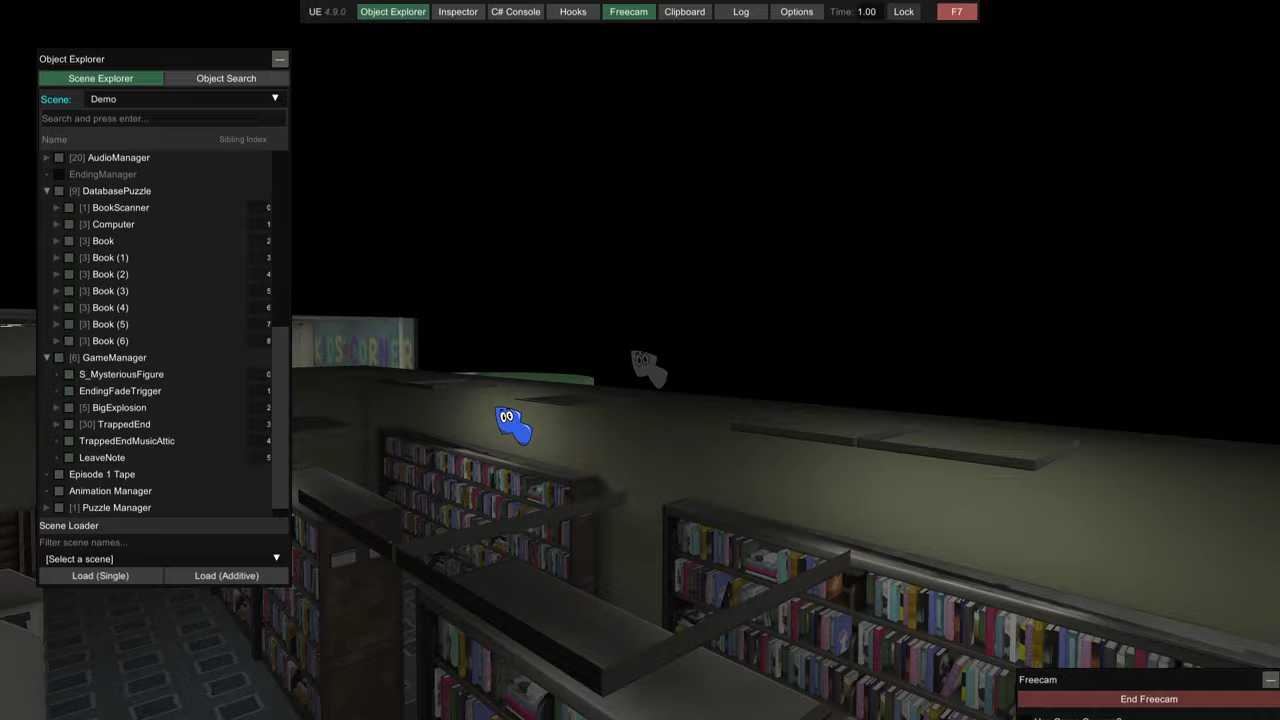 UE 4.9.0 Object Explorer Inspector C# Console Hooks Freecam Clipboard Log Options Time: 1.00 Lock F7
Object Explorer —
Scene Explorer Object Search
Scene: Demo ▼
Search and press enter...
Name Sibling Index
► [20] AudioManager
EndingManager
▼ [9] DatabasePuzzle
► [1] BookScanner 0
► [3] Computer 1
► [3] Book 2
► [3] Book (1) 3
► [3] Book (2) 4
► [3] Book (3) 5
► [3] Book (4) 6
► [3] Book (5) 7
► [3] Book (6) 8
▼ [6] GameManager
S_MysteriousFigure 0
EndingFadeTrigger 1
► [5] BigExplosion 2
► [30] TrappedEnd 3
TrappedEndMusicAttic 4
LeaveNote 5
Episode 1 Tape
Animation Manager
► [1] Puzzle Manager
Scene Loader
Filter scene names...
[Select a scene] ▼
Load (Single) Load (Additive)
KIDS CORNER
Freecam —
End Freecam